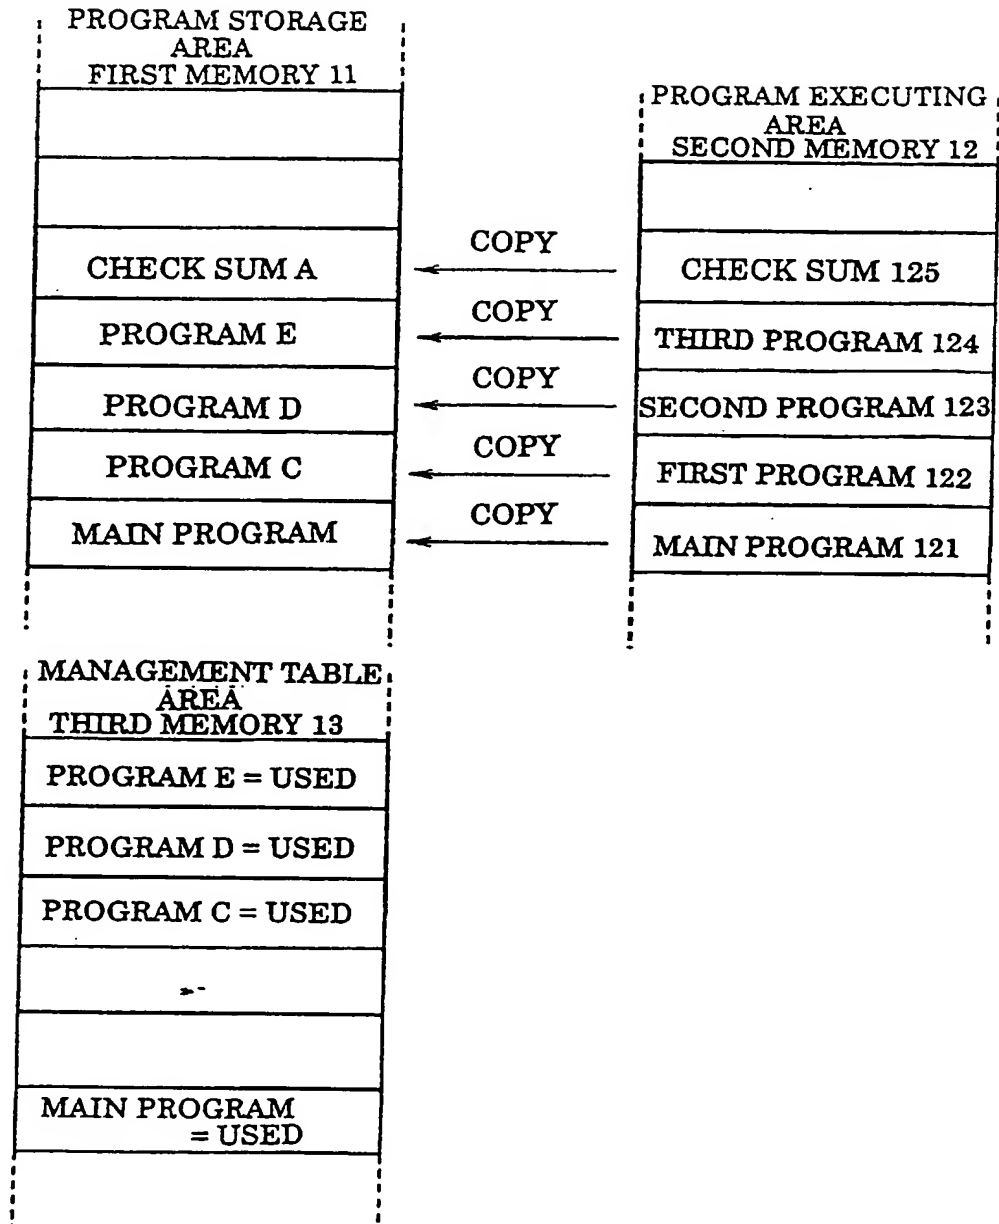 PROGRAM STORAGE
AREA
FIRST MEMORY 11
CHECK SUM A
PROGRAM E
PROGRAM D
PROGRAM C
MAIN PROGRAM
COPY
COPY
COPY
COPY
COPY
PROGRAM EXECUTING
AREA
SECOND MEMORY 12
CHECK SUM 125
THIRD PROGRAM 124
SECOND PROGRAM 123
FIRST PROGRAM 122
MAIN PROGRAM 121
MANAGEMENT TABLE
AREA
THIRD MEMORY 13
PROGRAM E = USED
PROGRAM D = USED
PROGRAM C = USED
MAIN PROGRAM
= USED